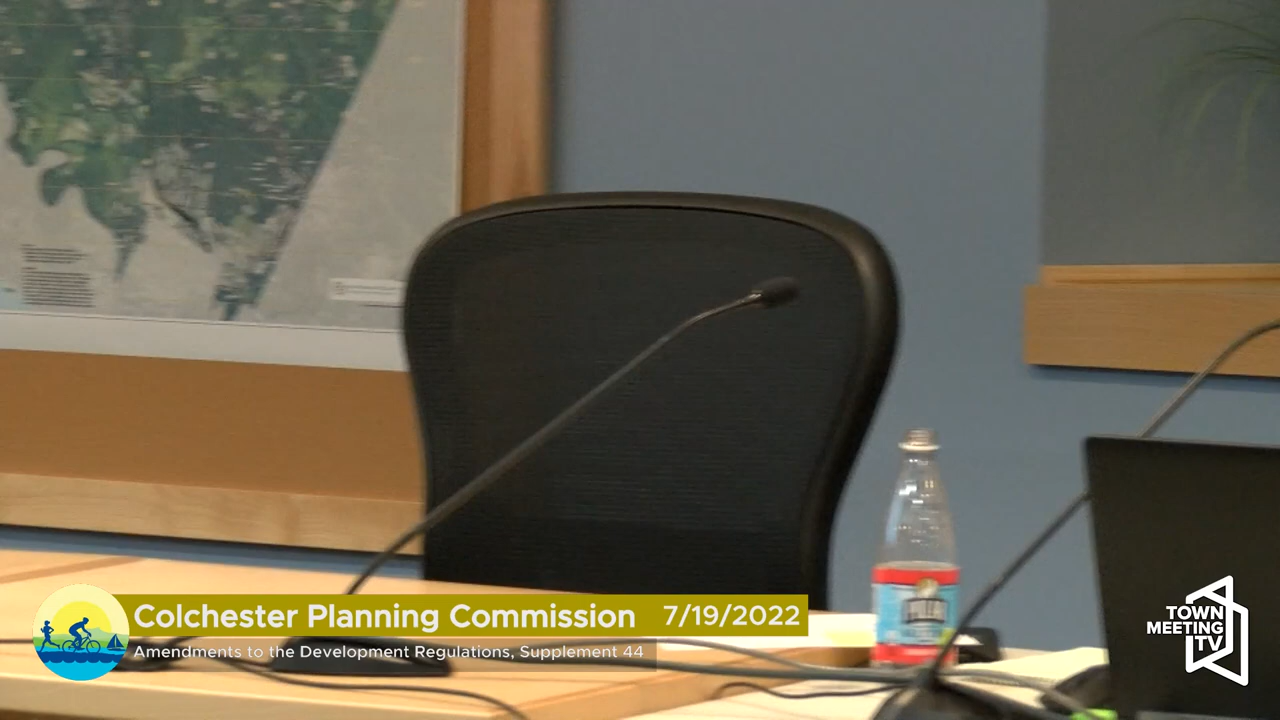 Colchester Planning Commission 7/19/2022
Amendments to the Development Regulations, Supplement 44
TOWN
MEETING
TV